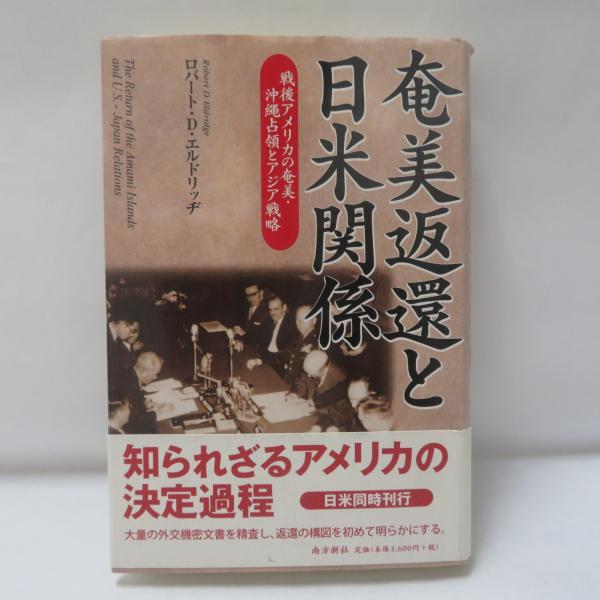 奄美返還と
日米関係
戦後アメリカの奄美・
沖縄占領とアジア戦略
Robert D. Eldridge
ロバート・D・エルドリッヂ
The Return of the Amami Islands
and U.S.-Japan Relations
知られざるアメリカの
決定過程
日米同時刊行
大量の外交機密文書を精査し、返還の構図を初めて明らかにする。
南方新社 定価(本体3,600円+税)